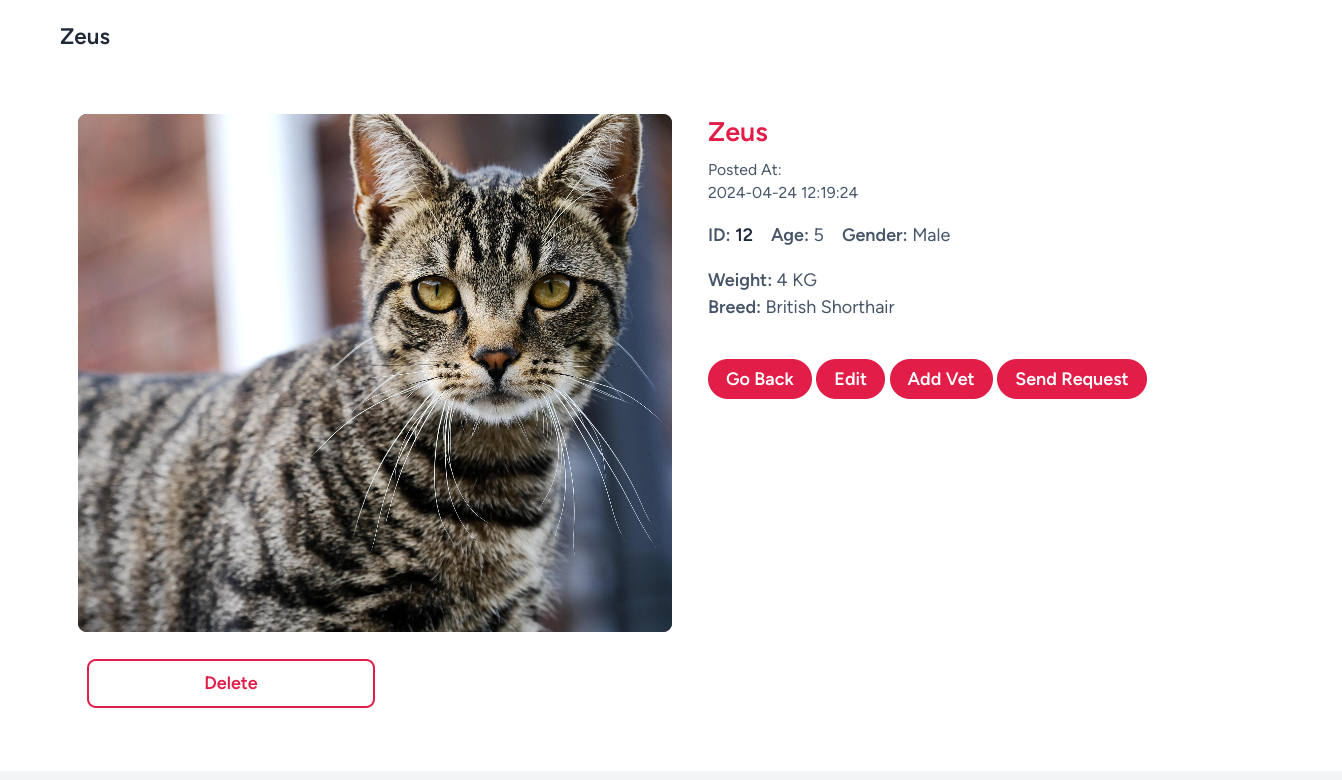 Zeus
Zeus
Posted At:
2024-04-24 12:19:24
ID: 12 Age: 5 Gender: Male
Weight: 4 KG
Breed: British Shorthair
Go Back Edit Add Vet Send Request
Delete